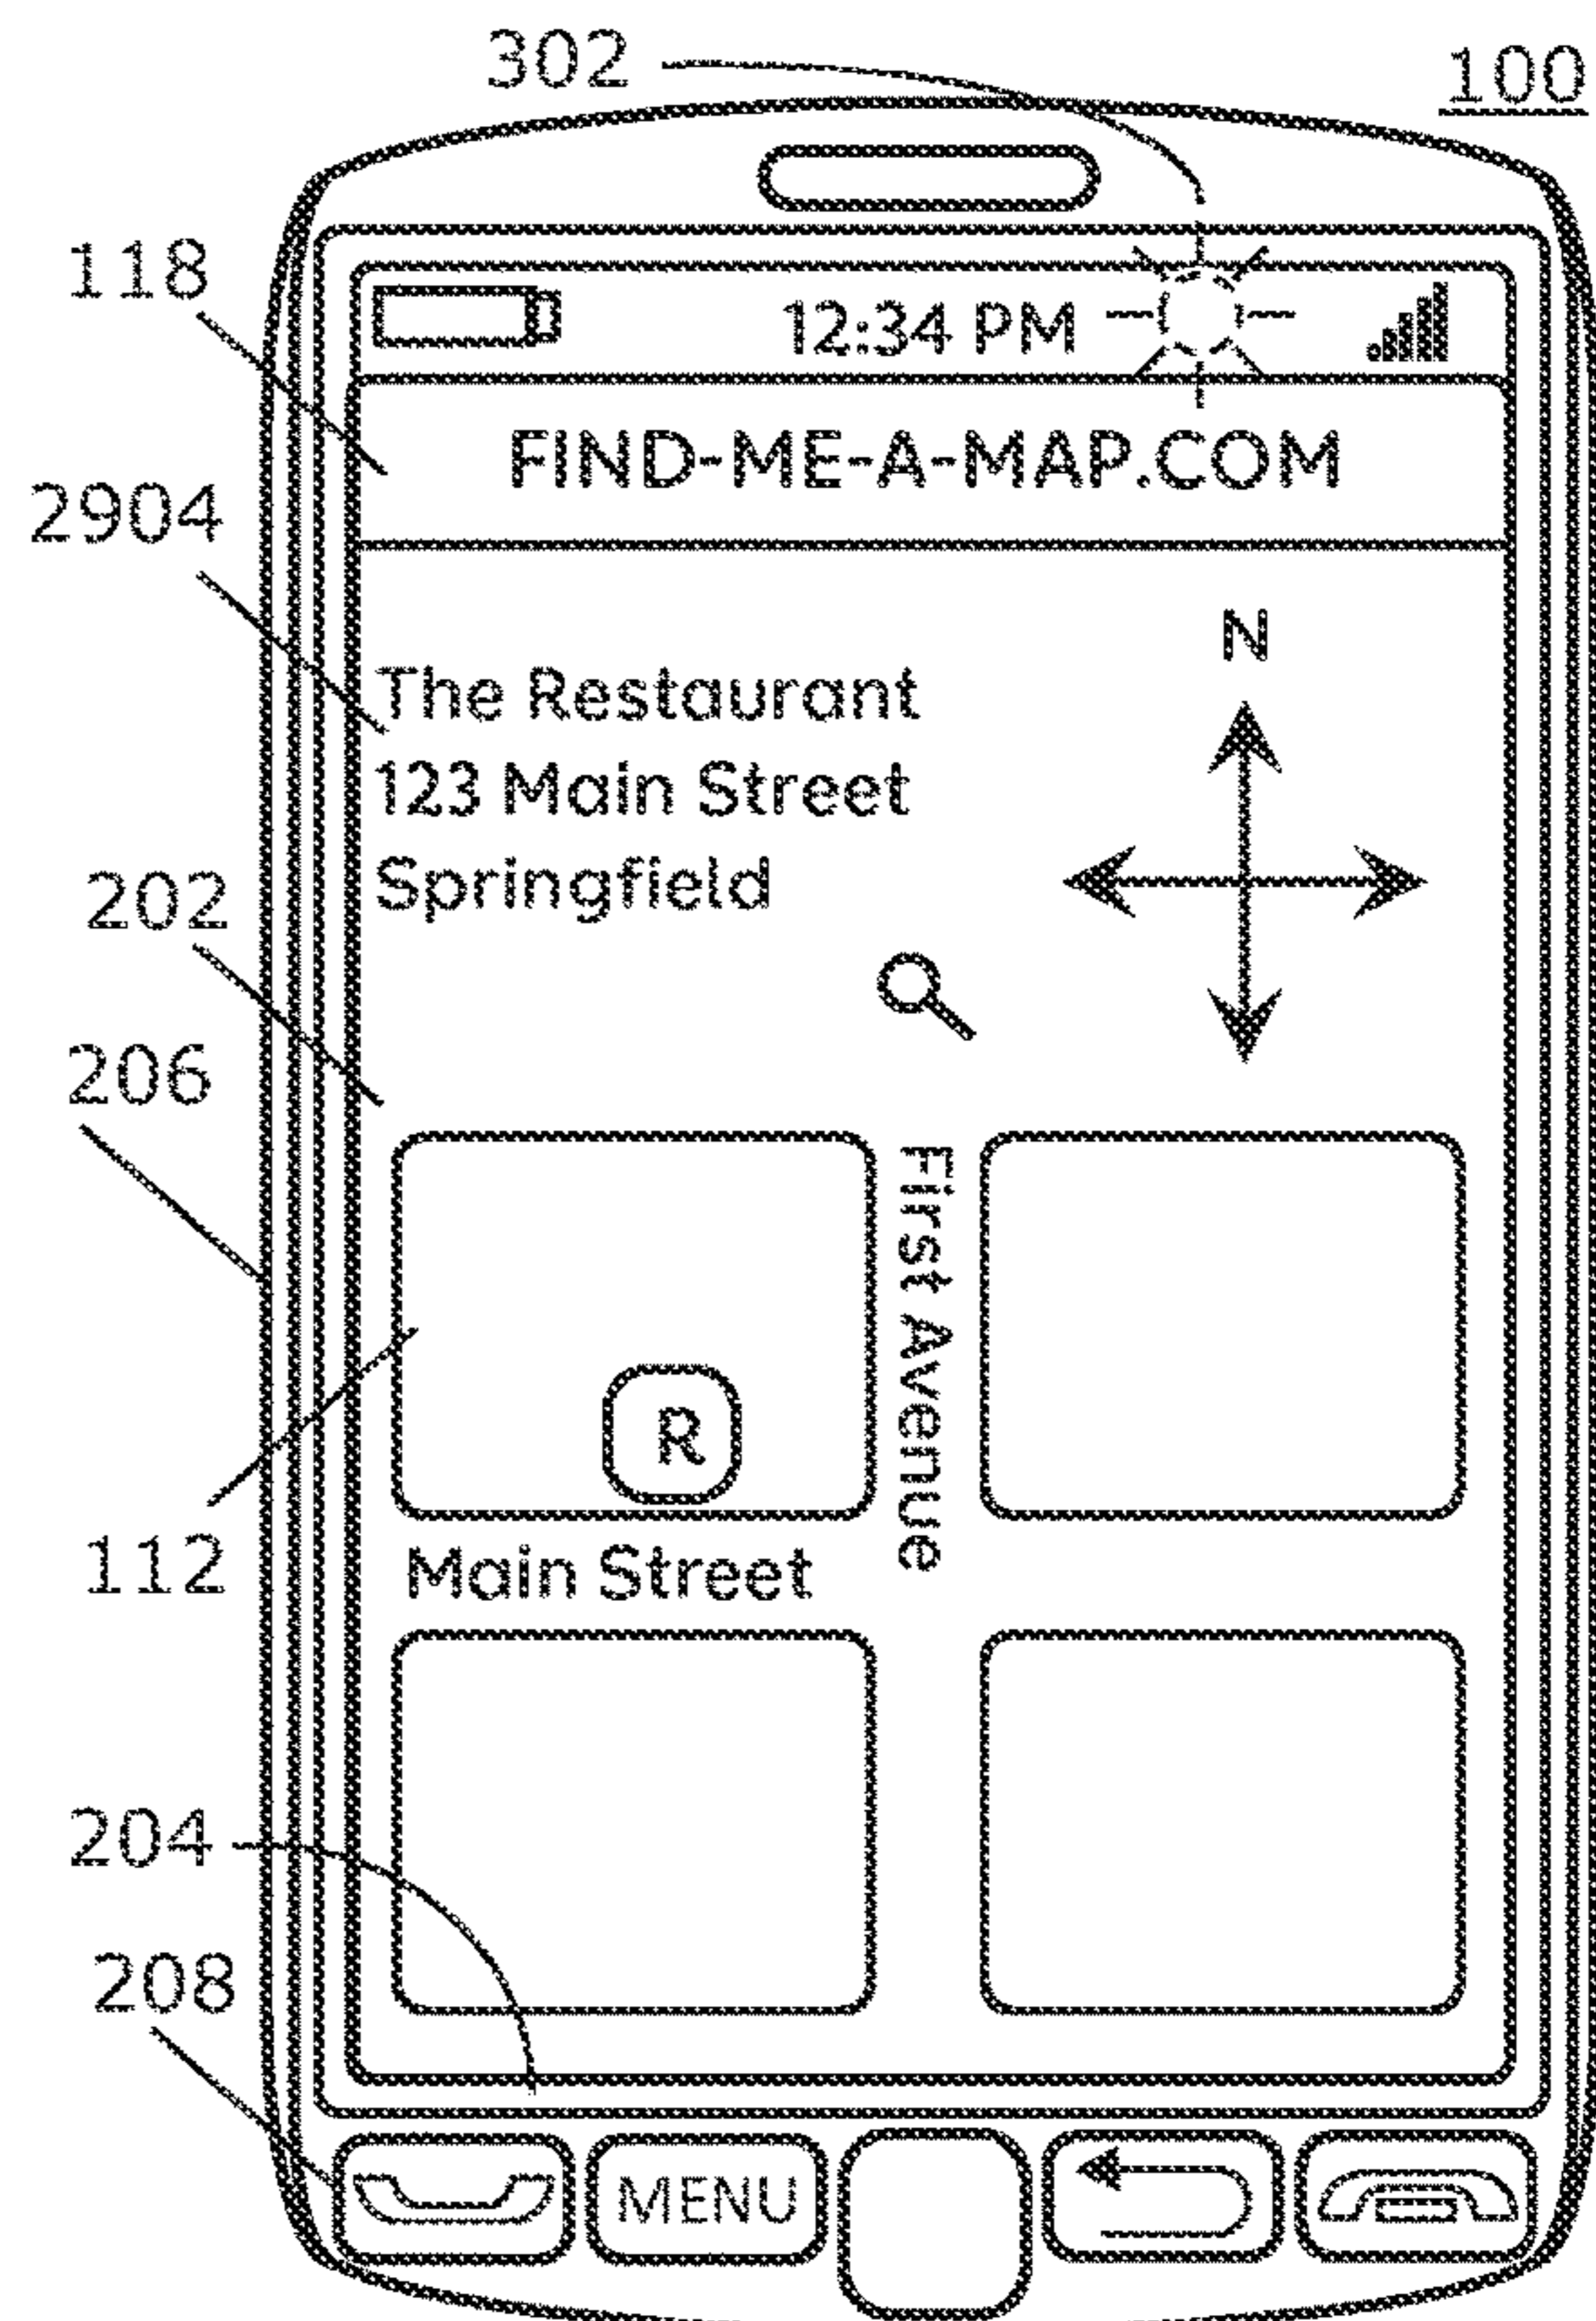 302
100
118
12:34 PM
FIND-ME-A-MAP.COM
2904
N
The Restaurant
123 Main Street
Springfield
202
206
First Avenue
R
112
Main Street
204
208
MENU